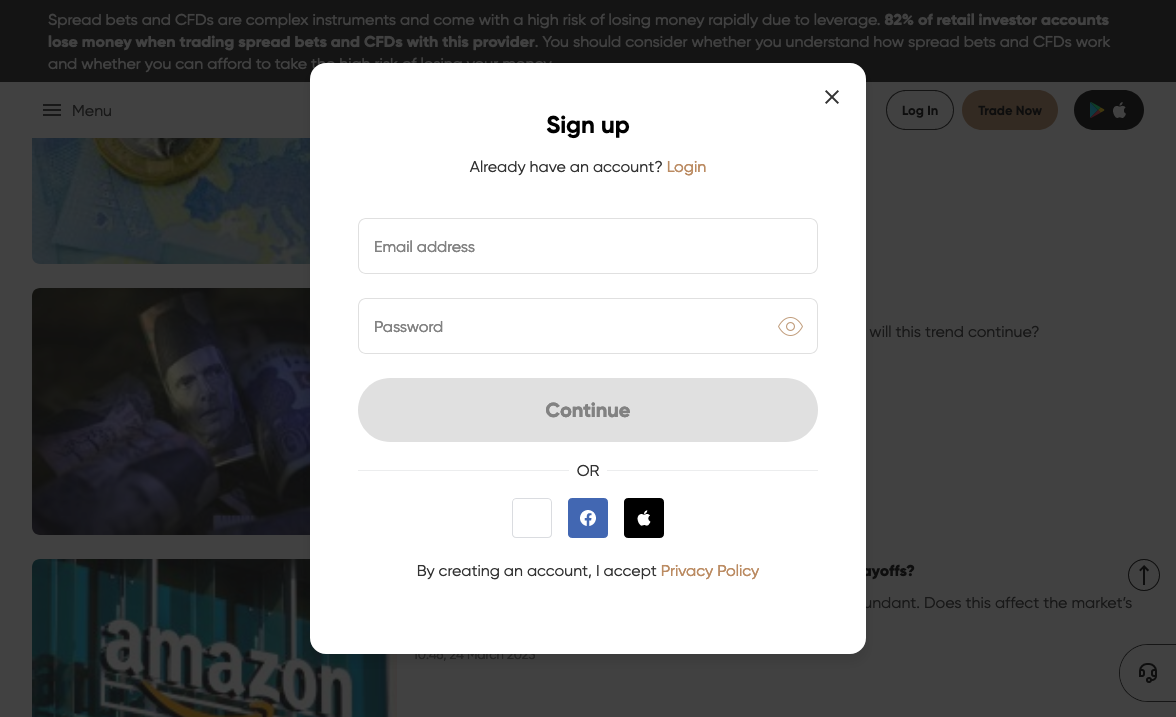 Spread bets and CFDs are complex instruments and come with a high risk of losing money rapidly due to leverage. 82% of retail investor accounts
lose money when trading spread bets and CFDs with this provider. You should consider whether you understand how spread bets and CFDs work
and whether you can afford to take the high risk of losing your money.
Menu
Log In
Trade Now
Sign up
Already have an account? Login
Email address
Password
will this trend continue?
Continue
OR
By creating an account, I accept Privacy Policy
ayoffs?
undant. Does this affect the market's
amazon
10:48, 24 March 2023